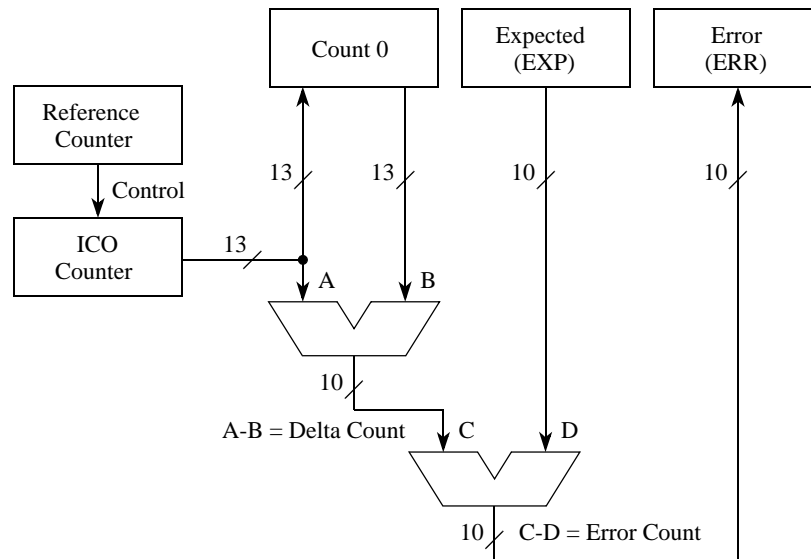 Count 0
Expected
(EXP)
Error
(ERR)
Reference
Counter
Control
13
13
10
10
ICO
Counter
13
A
B
10
A-B = Delta Count
C
D
10
C-D = Error Count